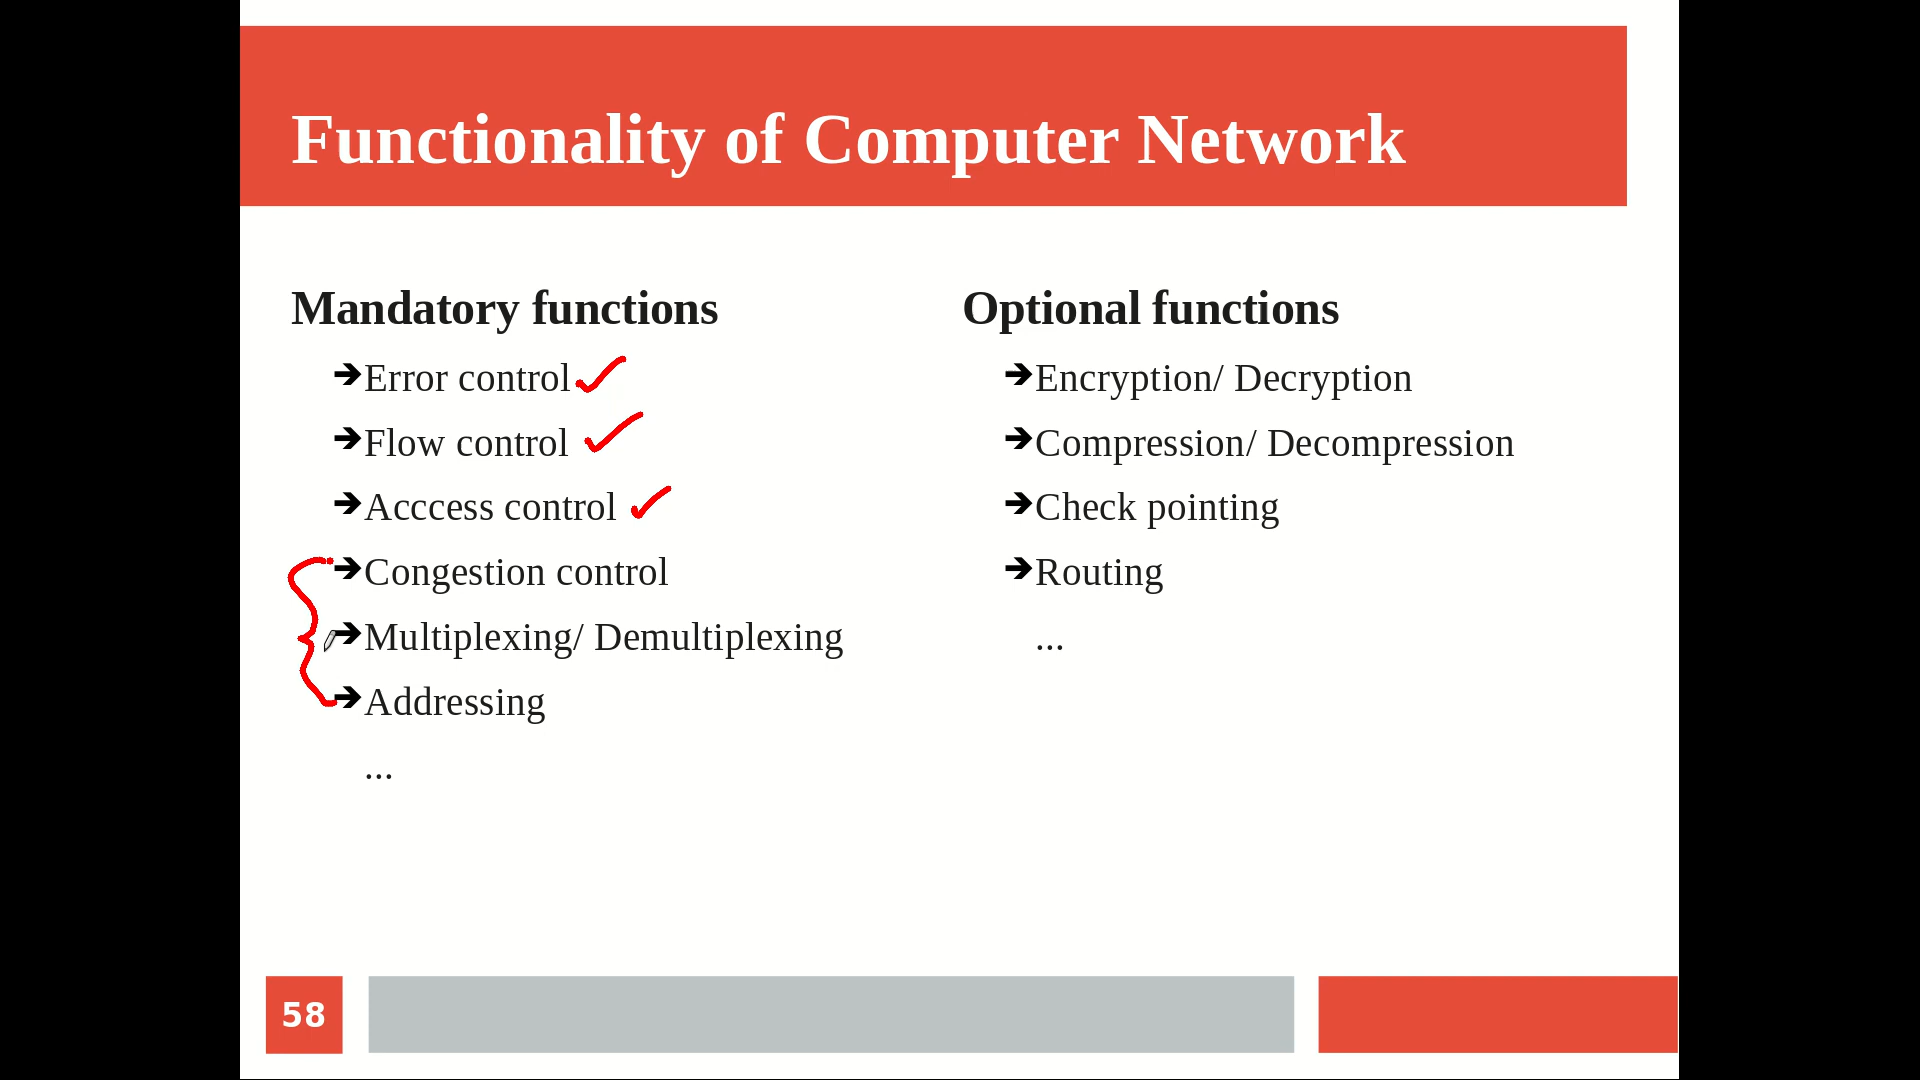 Functionality of Computer Network
Mandatory functions
➔Error control
➔Flow control
➔Acccess control
➔Congestion control
➔Multiplexing/ Demultiplexing
➔Addressing
...
Optional functions
➔Encryption/ Decryption
➔Compression/ Decompression
➔Check pointing
➔Routing
...
58